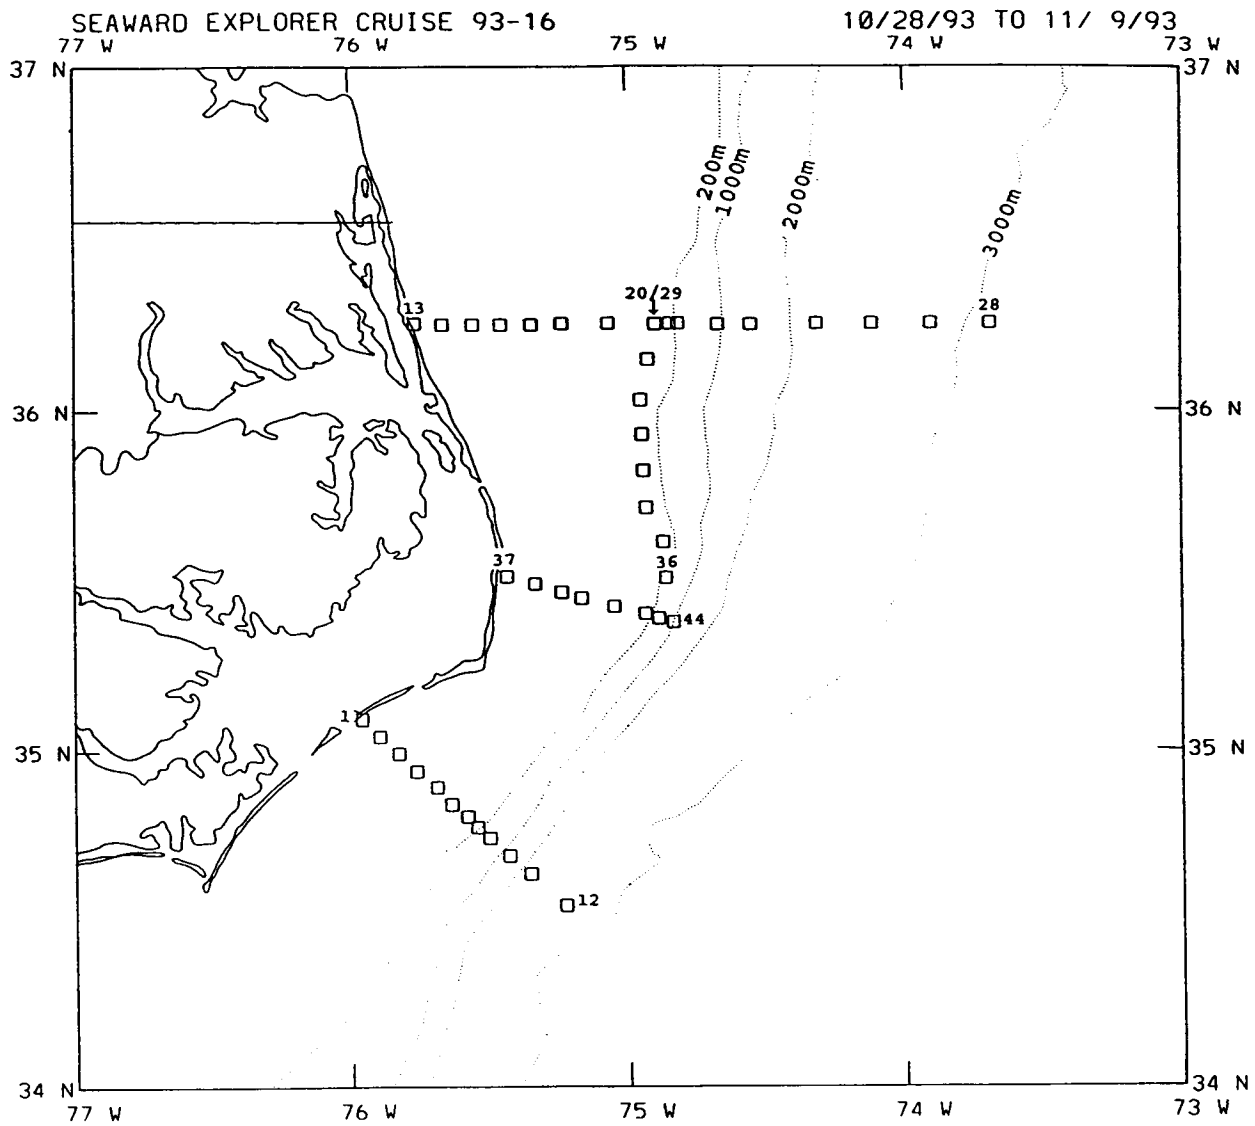 SEAWARD EXPLORER CRUISE 93-16
10/28/93 TO 11/ 9/93
77 W
76 W
75 W
74 W
73 W
37 N
37 N
200m
1000m
2000m
3000m
20/29
13
28
36 N
36 N
37
36
44
35 N
35 N
12
34 N
34 N
77 W
76 W
75 W
74 W
73 W